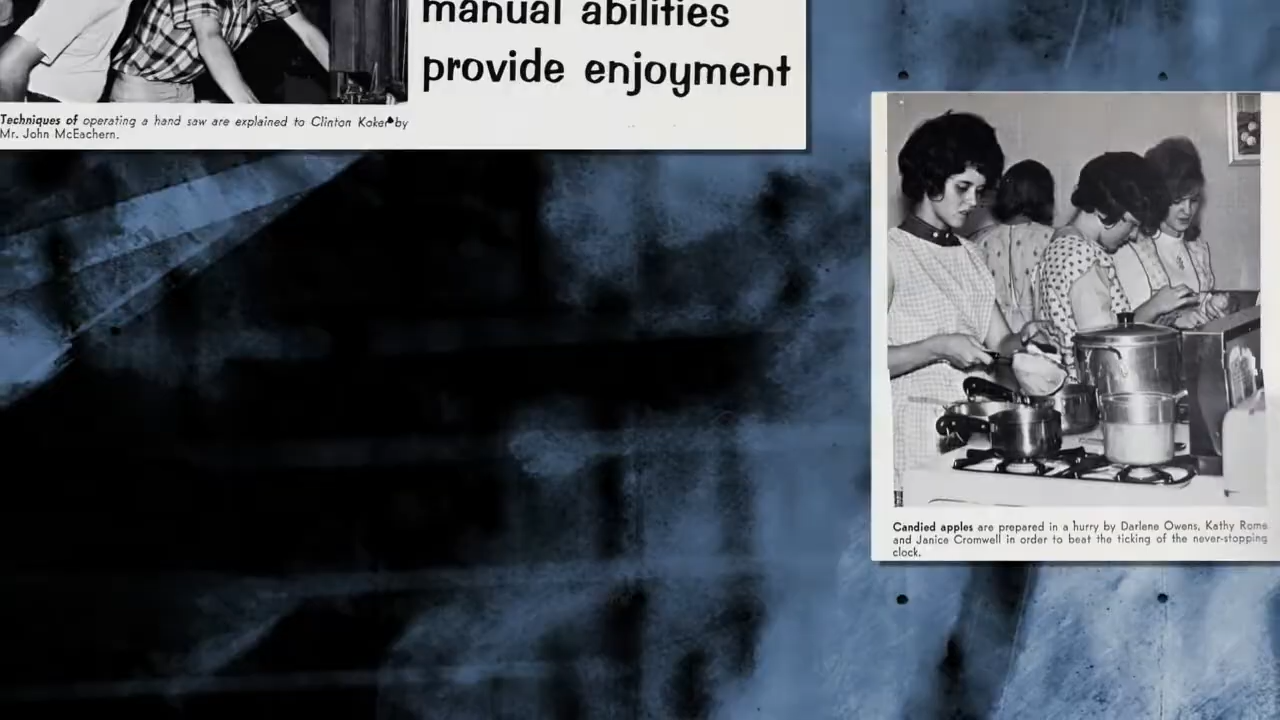 manual abilities
provide enjoyment
Techniques of operating a hand saw are explained to Clinton Koker by
Mr. John McEachern.
Candied apples are prepared in a hurry by Darlene Owens, Kathy Rome
and Janice Cromwell in order to beat the ticking of the never-stopping
clock.